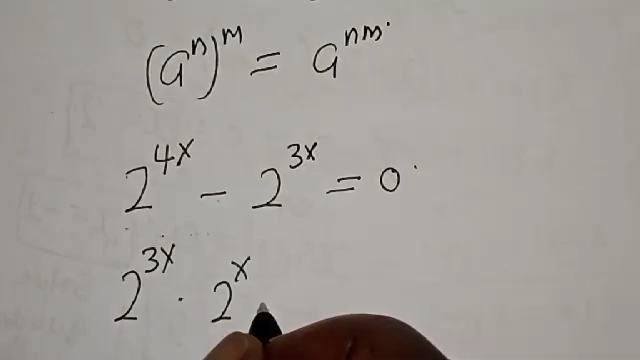 (a^n)^m = a^{nm}.
2^{4x} - 2^{3x} = 0
2^{3x} · 2^x